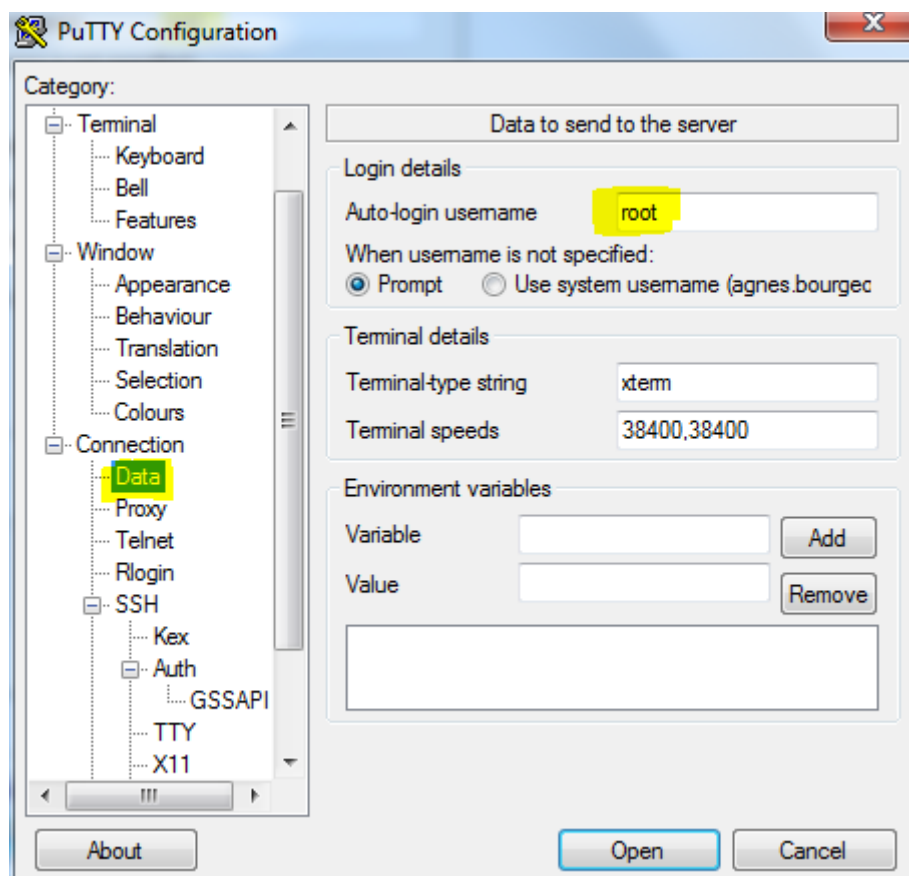 PuTTY Configuration
X
Category:
Terminal
Keyboard
Bell
Features
Window
Appearance
Behaviour
Translation
Selection
Colours
Connection
Data
Proxy
Telnet
Rlogin
SSH
Kex
Auth
GSSAPI
TTY
X11
Data to send to the server
Login details
Auto-login username root
When username is not specified:
Prompt Use system username (agnes.bourgec
Terminal details
Terminal-type string xterm
Terminal speeds 38400,38400
Environment variables
Variable Add
Value Remove
About Open Cancel